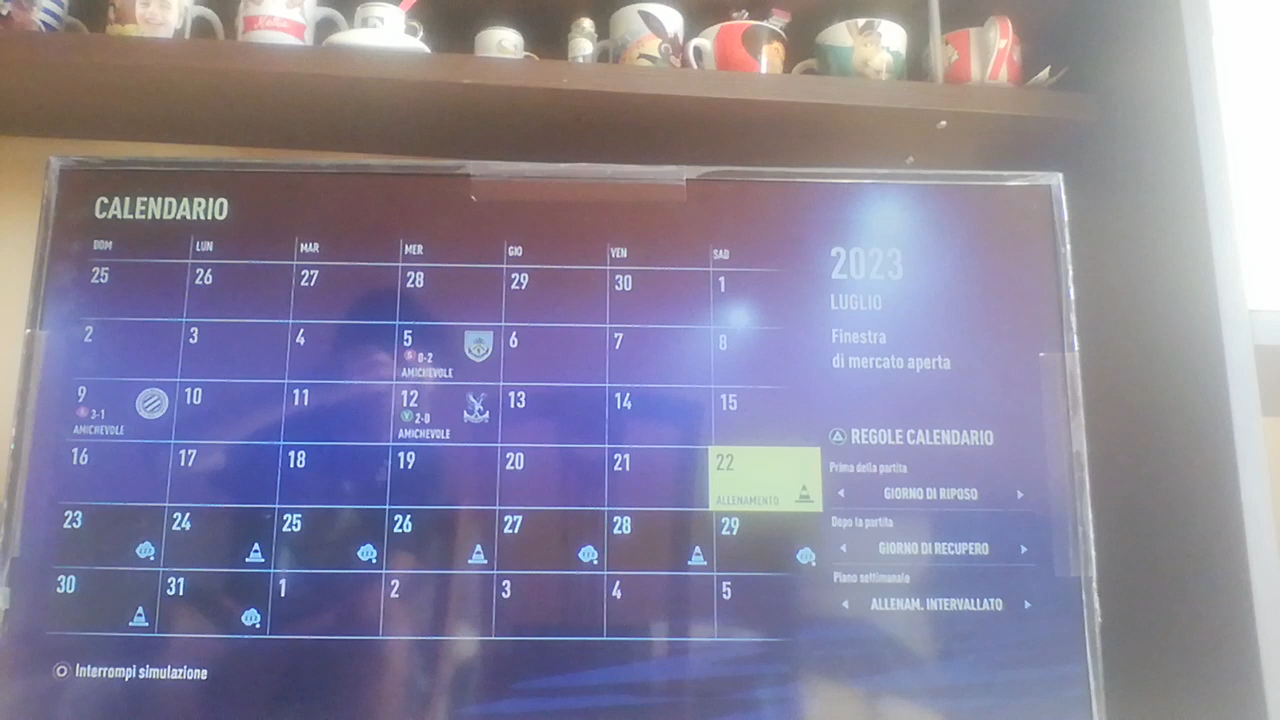 CALENDARIO
DOM LUN MAR MER GIO VEN SAB
25 26 27 28 29 30 1
2 3 4 5 6 7 8
0-2
AMICHEVOLE
9 10 11 12 13 14 15
3-1 V 2-0
AMICHEVOLE AMICHEVOLE
16 17 18 19 20 21 22
ALLENAMENTO
23 24 25 26 27 28 29
30 31 1 2 3 4 5
Interrompi simulazione
2023
LUGLIO
Finestra
di mercato aperta
REGOLE CALENDARIO
Prima della partita
GIORNO DI RIPOSO
Dopo la partita
GIORNO DI RECUPERO
Piano settimanale
ALLENAM. INTERVALLATO